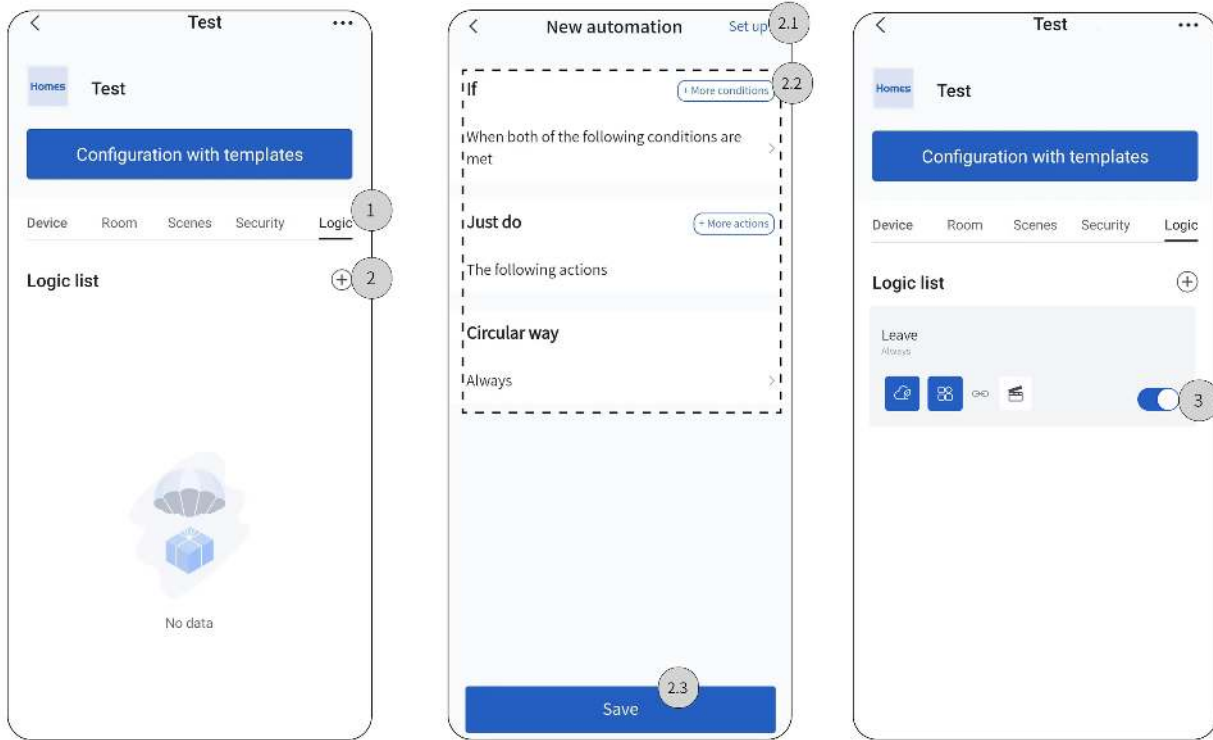 Test
Homes
Test
Configuration with templates
Device Room Scenes Security Logic
1
Logic list
2
No data
New automation
Set up
2.1
If
+ More conditions
2.2
When both of the following conditions are
met
Just do
+ More actions
The following actions
Circular way
Always
2.3
Save
Test
Homes
Test
Configuration with templates
Device Room Scenes Security Logic
Logic list
Leave
Always
3